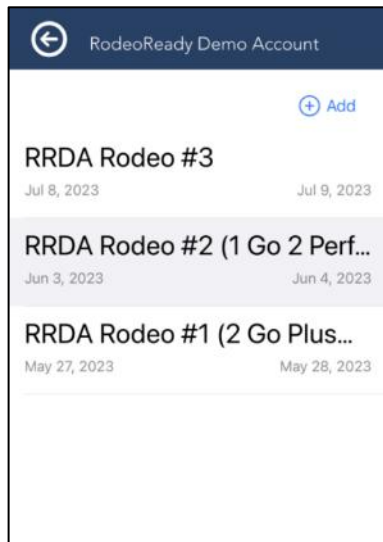 RodeoReady Demo Account
Add
RRDA Rodeo #3
Jul 8, 2023 Jul 9, 2023
RRDA Rodeo #2 (1 Go 2 Perf...
Jun 3, 2023 Jun 4, 2023
RRDA Rodeo #1 (2 Go Plus...
May 27, 2023 May 28, 2023